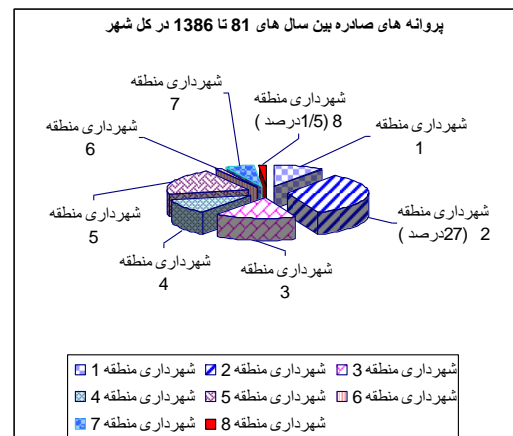 پروانه های صادره بین سال های 81 تا 1386 در کل شهر
شهرداری منطقه
8 (1/5درصد )
شهرداری منطقه
1
شهرداری منطقه
2 (27درصد )
شهرداری منطقه
3
شهرداری منطقه
4
شهرداری منطقه
5
شهرداری منطقه
6
شهرداری منطقه
7
شهرداری منطقه 1
شهرداری منطقه 2
شهرداری منطقه 3
شهرداری منطقه 4
شهرداری منطقه 5
شهرداری منطقه 6
شهرداری منطقه 7
شهرداری منطقه 8